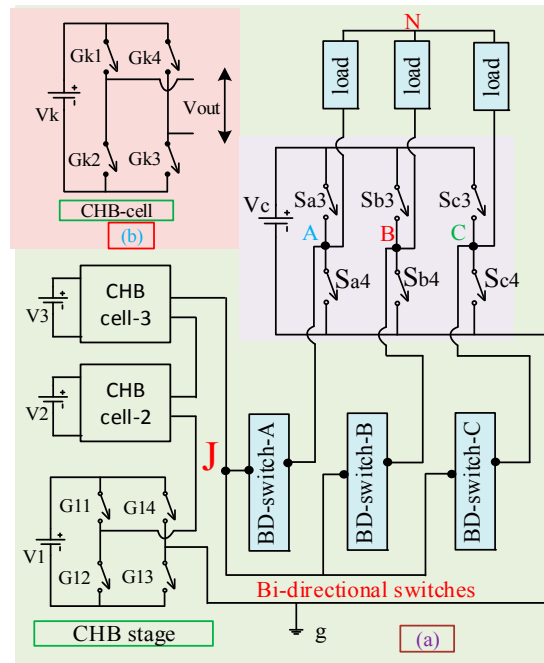 Gk1
Gk4
Vk
Vout
Gk2
Gk3
CHB-cell
(b)
N
load
load
load
Vc
Sa3
Sb3
Sc3
A
B
C
Sa4
Sb4
Sc4
V3
CHB
cell-3
V2
CHB
cell-2
J
BD-switch-A
BD-switch-B
BD-switch-C
G11
G14
V1
G12
G13
Bi-directional switches
CHB stage
g
(a)